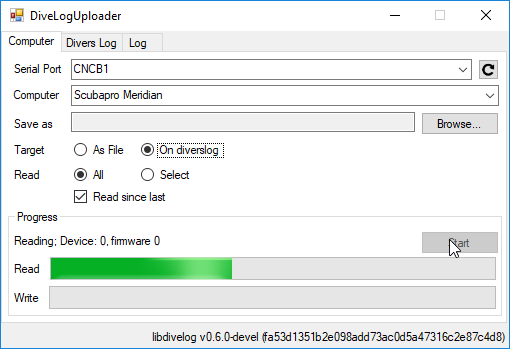 DiveLogUploader
Computer Divers Log Log
Serial Port CNCB1
Computer Scubapro Meridian
Save as Browse...
Target As File On diverslog
Read All Select
Read since last
Progress
Reading; Device: 0, firmware 0
Start
Read
Write
libdivelog v0.6.0-devel (fa53d1351b2e098add73ac0d5a47316c2e87c4d8)